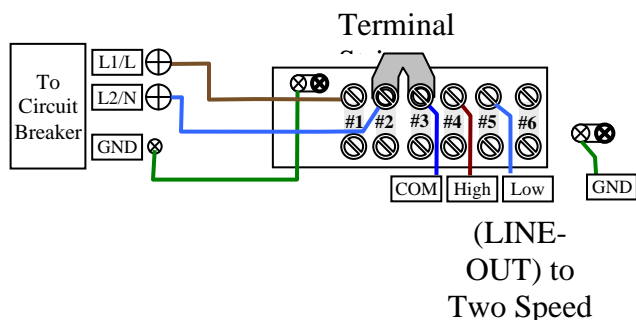 Terminal
To
Circuit
Breaker
L1/L
L2/N
GND
#1 #2 #3 #4 #5 #6
COM High Low GND
(LINE-
OUT) to
Two Speed